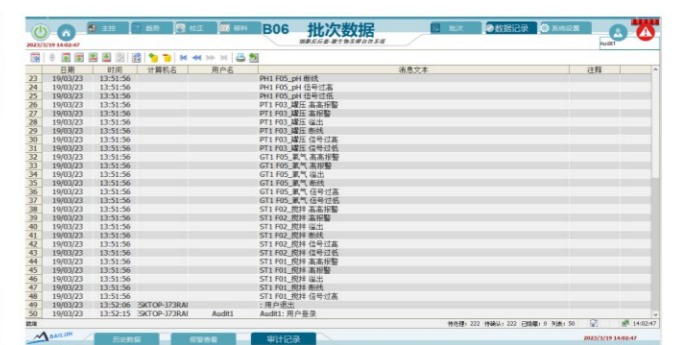 主控 趋势 校正 补料 B06 批次数据 批次 数据记录 系统设置
2023/3/19 14:02:47 Audit1
日期 时间 计算机名 用户名 消息文本 注释
23 19/03/23 13:51:56 PH1 F05_pH 断线
24 19/03/23 13:51:56 PH1 F05_pH 信号过高
25 19/03/23 13:51:56 PH1 F05_pH 信号过低
26 19/03/23 13:51:56 PT1 F03_罐压 高高报警
27 19/03/23 13:51:56 PT1 F03_罐压 高报警
28 19/03/23 13:51:56 PT1 F03_罐压 溢出
29 19/03/23 13:51:56 PT1 F03_罐压 断线
30 19/03/23 13:51:56 PT1 F03_罐压 信号过高
31 19/03/23 13:51:56 PT1 F03_罐压 信号过低
32 19/03/23 13:51:56 GT1 F05_氧气 高高报警
33 19/03/23 13:51:56 GT1 F05_氧气 高报警
34 19/03/23 13:51:56 GT1 F05_氧气 溢出
35 19/03/23 13:51:56 GT1 F05_氧气 断线
36 19/03/23 13:51:56 GT1 F05_氧气 信号过高
37 19/03/23 13:51:56 GT1 F05_氧气 信号过低
38 19/03/23 13:51:56 ST1 F02_搅拌 高高报警
39 19/03/23 13:51:56 ST1 F02_搅拌 高报警
40 19/03/23 13:51:56 ST1 F02_搅拌 溢出
41 19/03/23 13:51:56 ST1 F02_搅拌 断线
42 19/03/23 13:51:56 ST1 F02_搅拌 信号过高
43 19/03/23 13:51:56 ST1 F02_搅拌 信号过低
44 19/03/23 13:51:56 ST1 F01_搅拌 高高报警
45 19/03/23 13:51:56 ST1 F01_搅拌 高报警
46 19/03/23 13:51:56 ST1 F01_搅拌 溢出
47 19/03/23 13:51:56 ST1 F01_搅拌 断线
48 19/03/23 13:51:56 ST1 F01_搅拌 信号过高
49 19/03/23 13:52:06 SKTOP-J73RAI : 用户退出
50 19/03/23 13:52:15 SKTOP-J73RAI Audit1 Audit1: 用户登录
就绪 待处理: 222 待确认: 222 已隐藏: 0 列表: 50 14:02:47
BAILUN 历史数据 报警查看 审计记录 2023/3/19 14:02:47